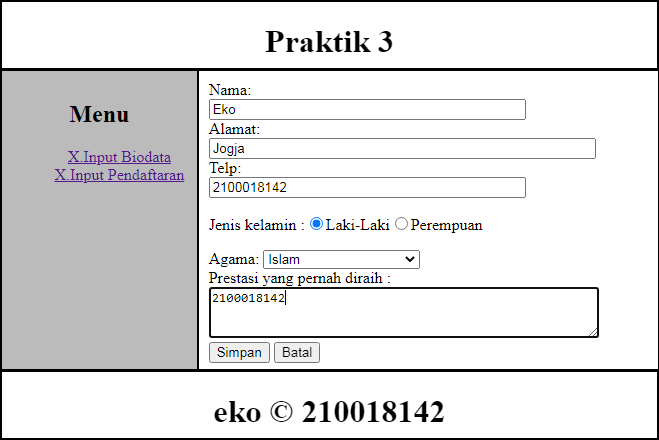 Praktik 3
Menu
X.Input Biodata
X.Input Pendaftaran
Nama:
Eko
Alamat:
Jogja
Telp:
2100018142
Jenis kelamin : Laki-Laki Perempuan
Agama: Islam
Prestasi yang pernah diraih :
2100018142
Simpan Batal
eko © 210018142